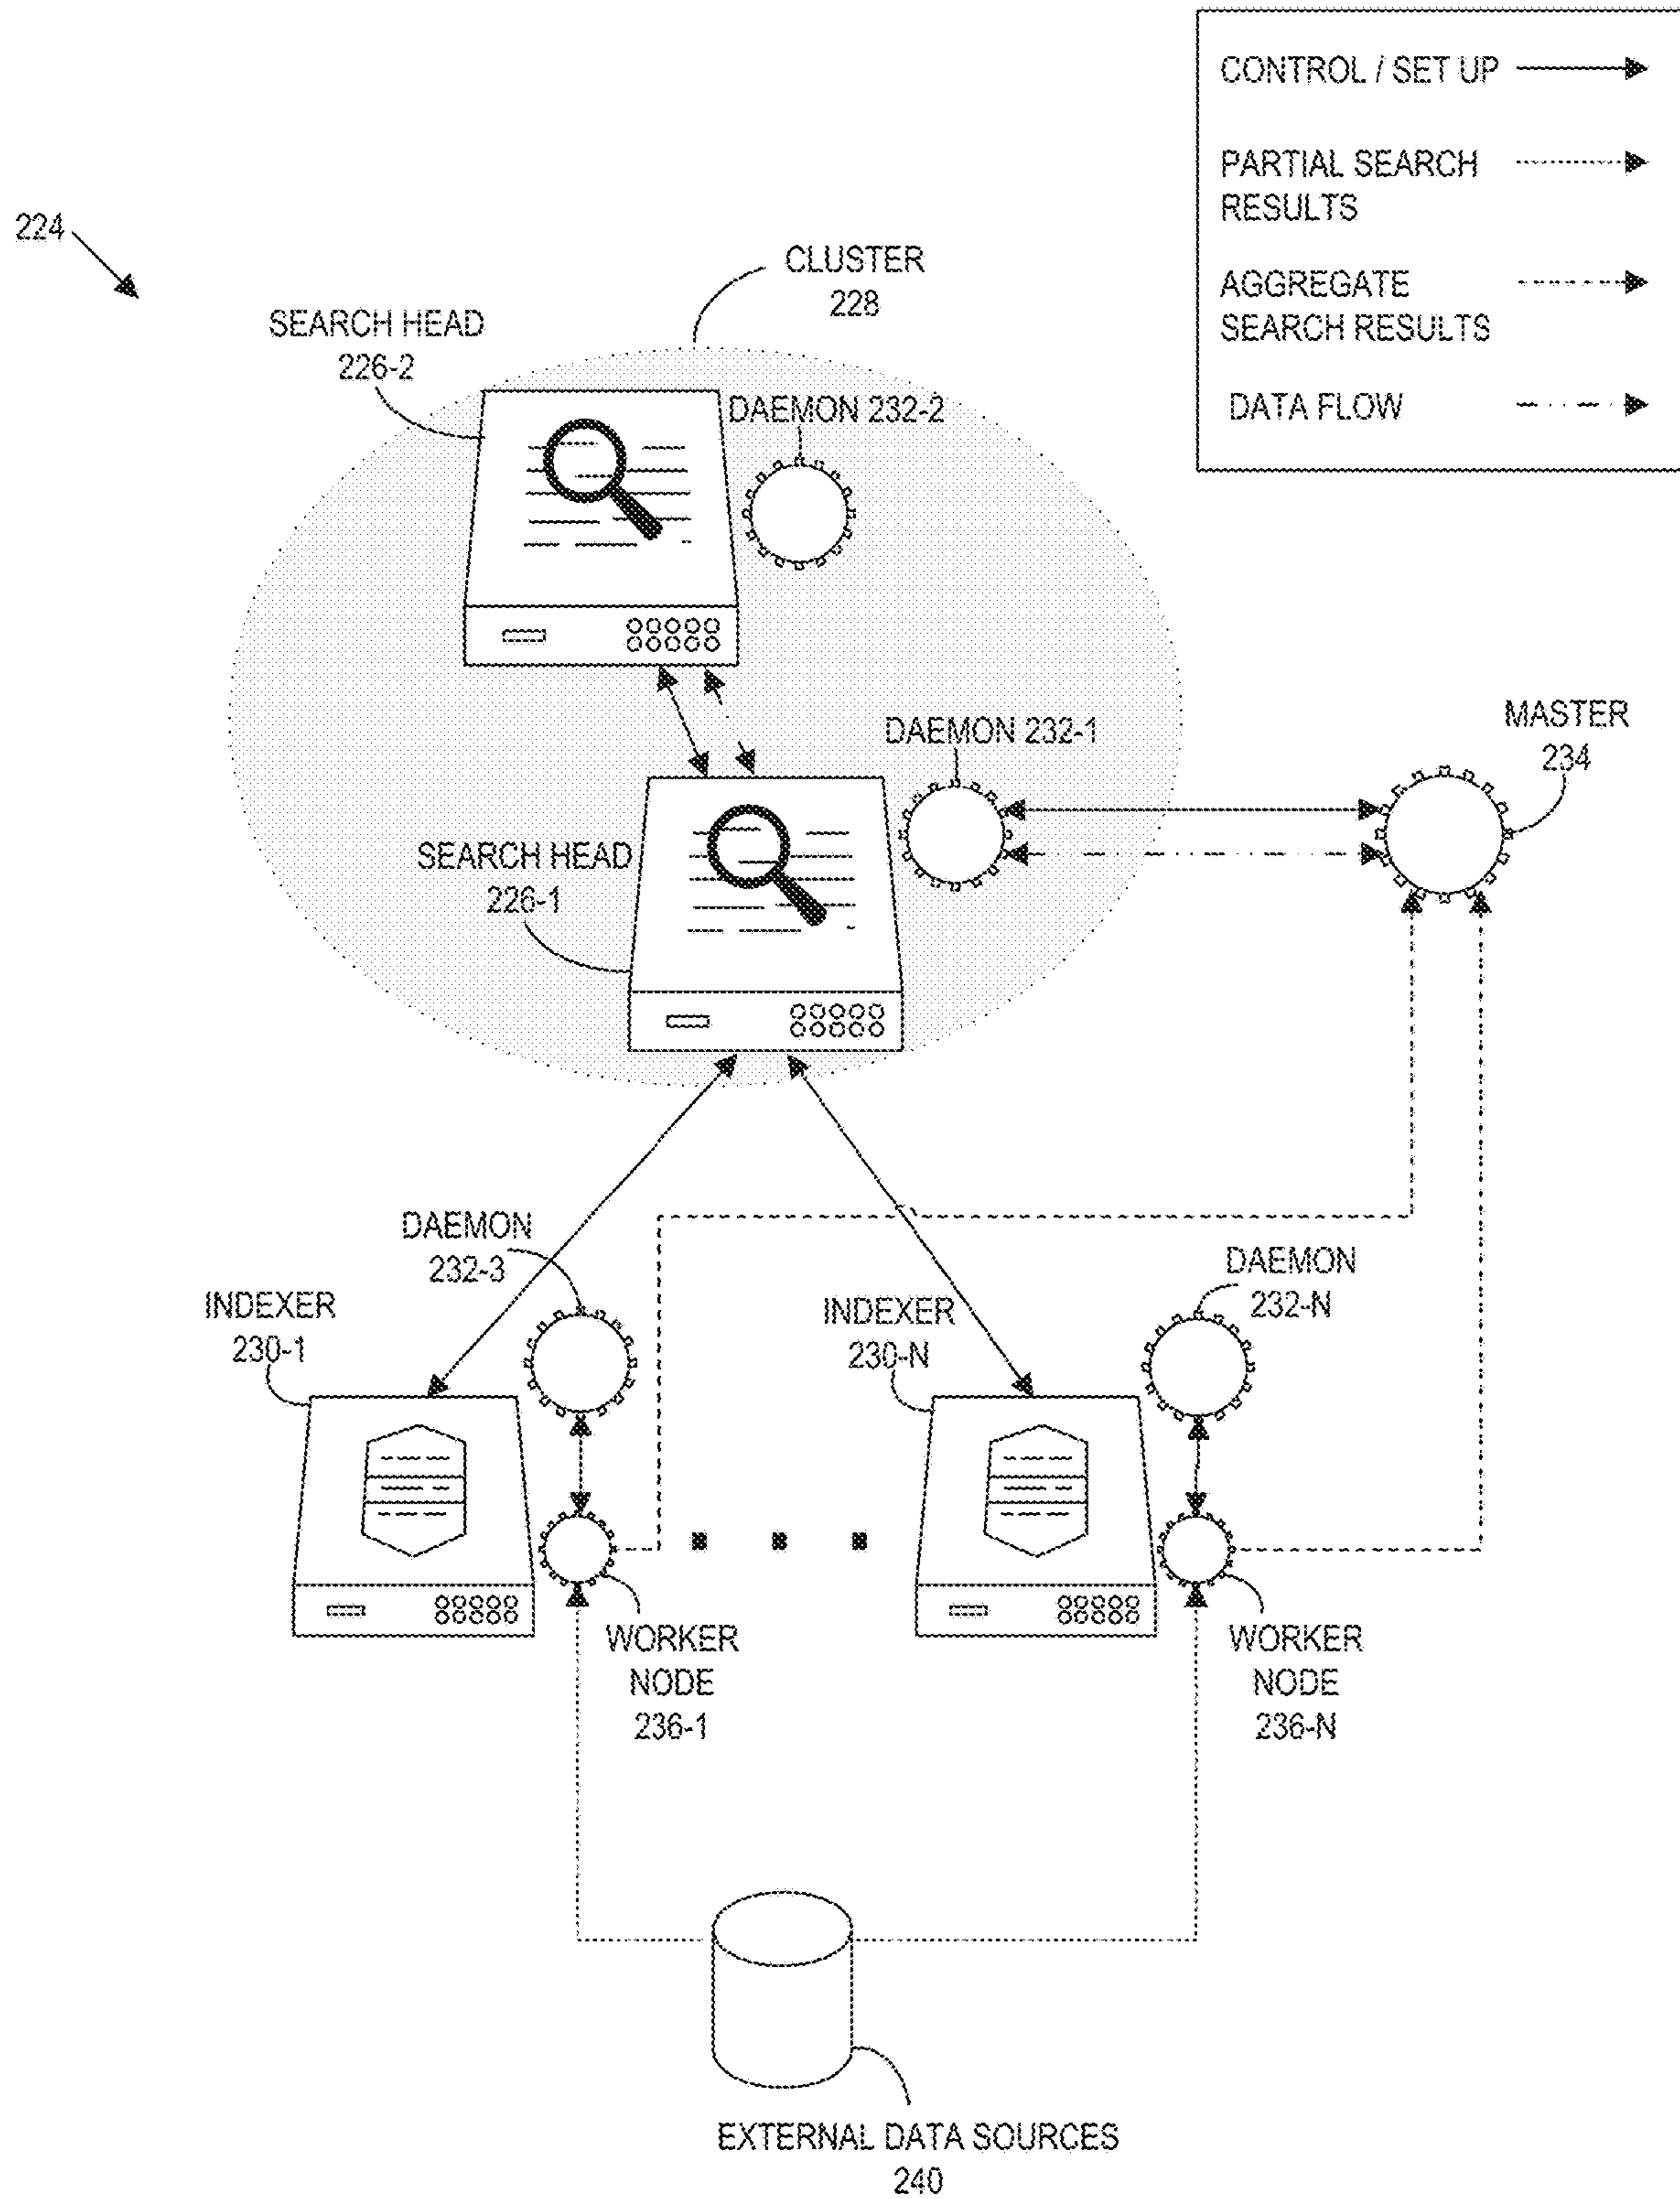 CONTROL / SET UP
PARTIAL SEARCH
RESULTS
AGGREGATE
SEARCH RESULTS
DATA FLOW
224
CLUSTER
228
SEARCH HEAD
226-2
DAEMON 232-2
DAEMON 232-1
MASTER
234
SEARCH HEAD
226-1
DAEMON
232-3
DAEMON
232-N
INDEXER
230-1
INDEXER
230-N
WORKER
NODE
236-1
WORKER
NODE
236-N
EXTERNAL DATA SOURCES
240